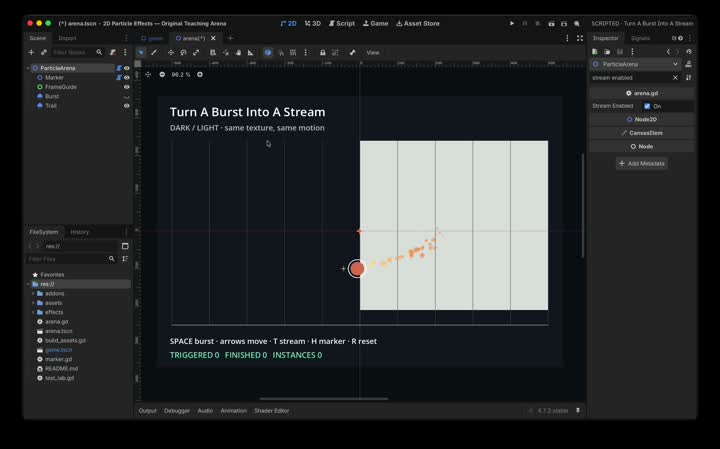 (*) arena.tscn - 2D Particle Effects — Original Teaching Arena
2D
3D
Script
Game
Asset Store
SCRIPTED · Turn A Burst Into A Stream
Scene
Import
Filter Nodes
ParticleArena
Marker
FrameGuide
Burst
Trail
FileSystem
History
res://
Filter Files
Favorites
res://
addons
assets
effects
arena.gd
arena.tscn
build_assets.gd
game.tscn
marker.gd
README.md
test_lab.gd
game
arena(*)
View
96.2 %
Turn A Burst Into A Stream
DARK / LIGHT · same texture, same motion
SPACE burst · arrows move · T stream · H marker · R reset
TRIGGERED 0 FINISHED 0 INSTANCES 0
Output
Debugger
Audio
Animation
Shader Editor
4.7.2.stable
Inspector
Signals
ParticleArena
stream enabled
arena.gd
Stream Enabled
On
Node2D
CanvasItem
Node
Add Metadata